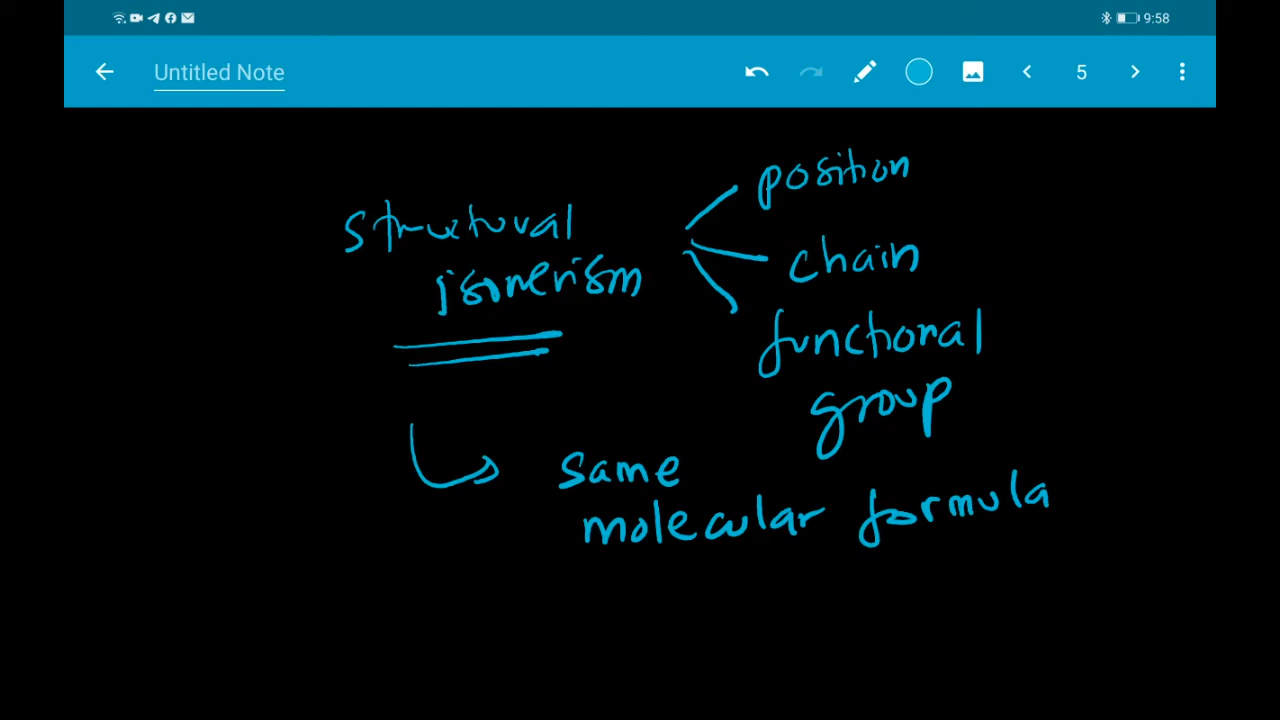 9:58
Untitled Note
5
structural
isomerism
position
chain
functional
group
same
molecular formula